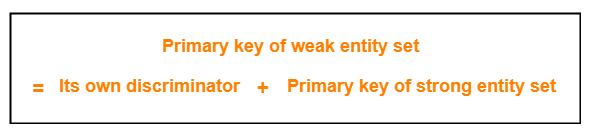 Primary key of weak entity set
= Its own discriminator + Primary key of strong entity set